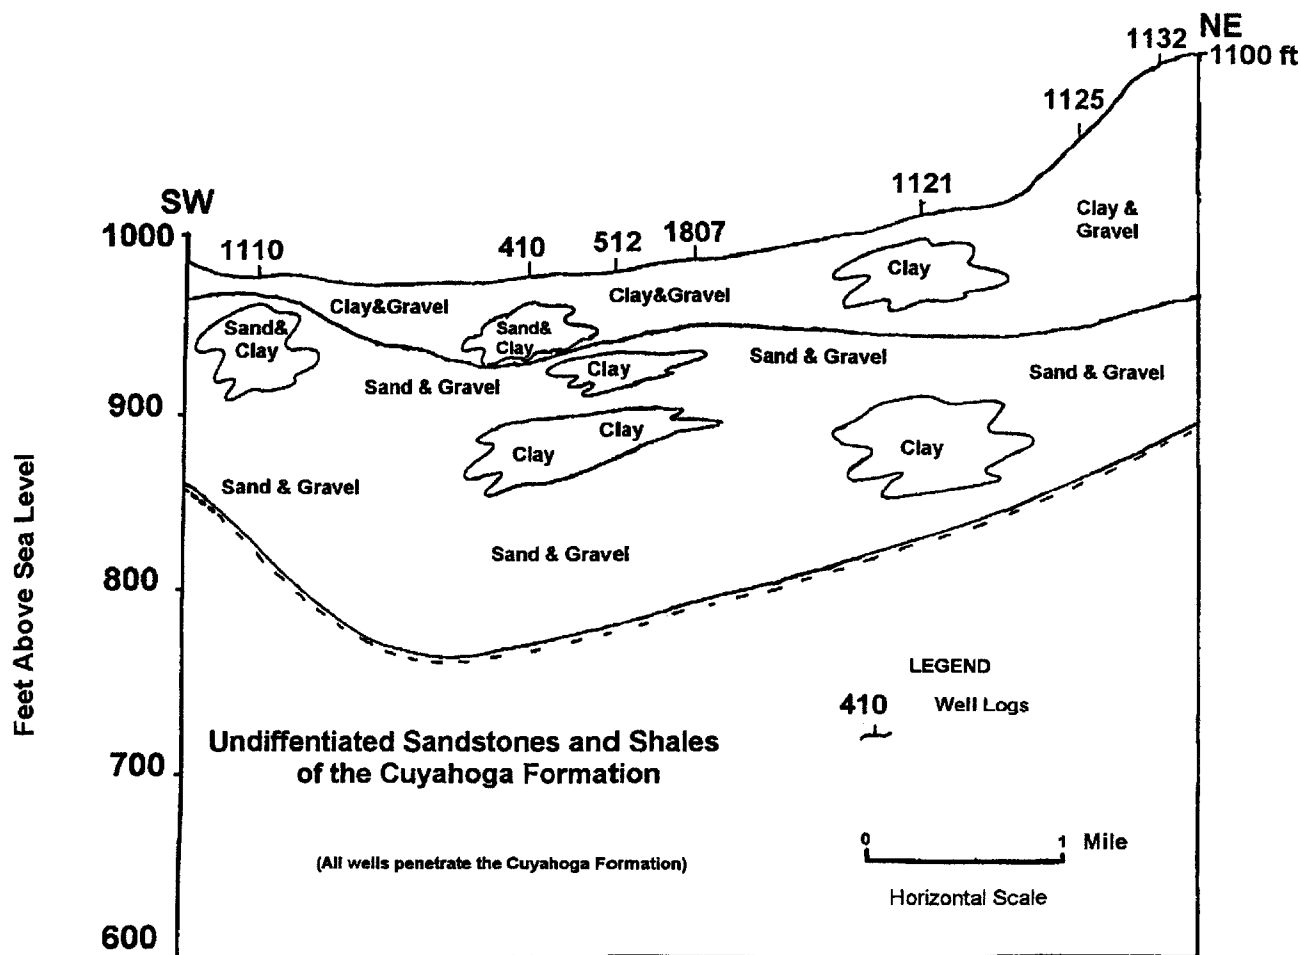 NE
1132
1100 ft
1125
1121
SW
1000
1110
410
512
1807
Clay &
Gravel
Clay
Clay&Gravel
Clay&Gravel
Sand&
Clay
Sand&
Clay
Sand & Gravel
Clay
Sand & Gravel
Sand & Gravel
900
Clay
Clay
Clay
Sand & Gravel
Sand & Gravel
800
Feet Above Sea Level
LEGEND
410 Well Logs
Undiffentiated Sandstones and Shales
of the Cuyahoga Formation
700
0 1 Mile
(All wells penetrate the Cuyahoga Formation)
Horizontal Scale
600